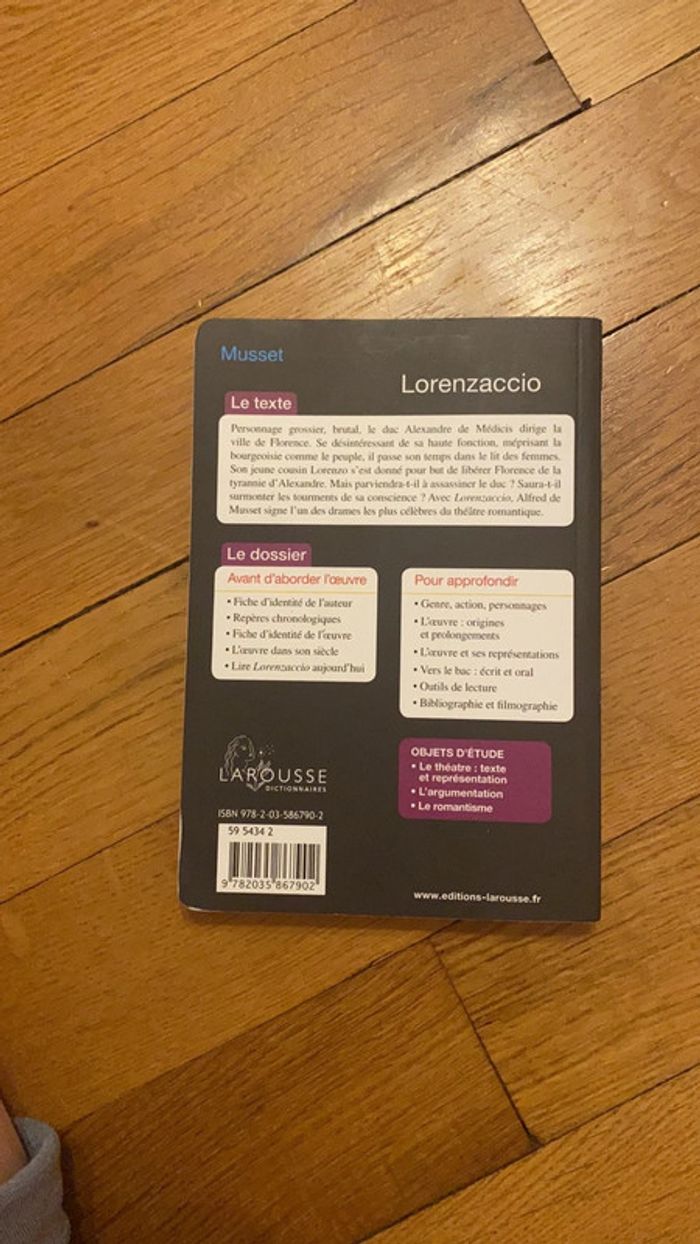 Musset
Lorenzaccio
Le texte
Personnage grossier, brutal, le duc Alexandre de Médicis dirige la
ville de Florence. Se désintéressant de sa haute fonction, méprisant la
bourgeoisie comme le peuple, il passe son temps dans le lit des femmes.
Son jeune cousin Lorenzo s'est donné pour but de libérer Florence de la
tyrannie d'Alexandre. Mais parviendra-t-il à assassiner le duc ? Saura-t-il
surmonter les tourments de sa conscience ? Avec Lorenzaccio, Alfred de
Musset signe l'un des drames les plus célèbres du théâtre romantique.
Le dossier
Avant d'aborder l'œuvre
• Fiche d'identité de l'auteur
• Repères chronologiques
• Fiche d'identité de l'œuvre
• L'œuvre dans son siècle
• Lire Lorenzaccio aujourd'hui
Pour approfondir
• Genre, action, personnages
• L'œuvre : origines
et prolongements
• L'œuvre et ses représentations
• Vers le bac : écrit et oral
• Outils de lecture
• Bibliographie et filmographie
OBJETS D'ÉTUDE
• Le théâtre : texte
et représentation
• L'argumentation
• Le romantisme
LAROUSSE
DICTIONNAIRES
ISBN 978-2-03-586790-2
59 5434 2
9 782035 867902
www.editions-larousse.fr